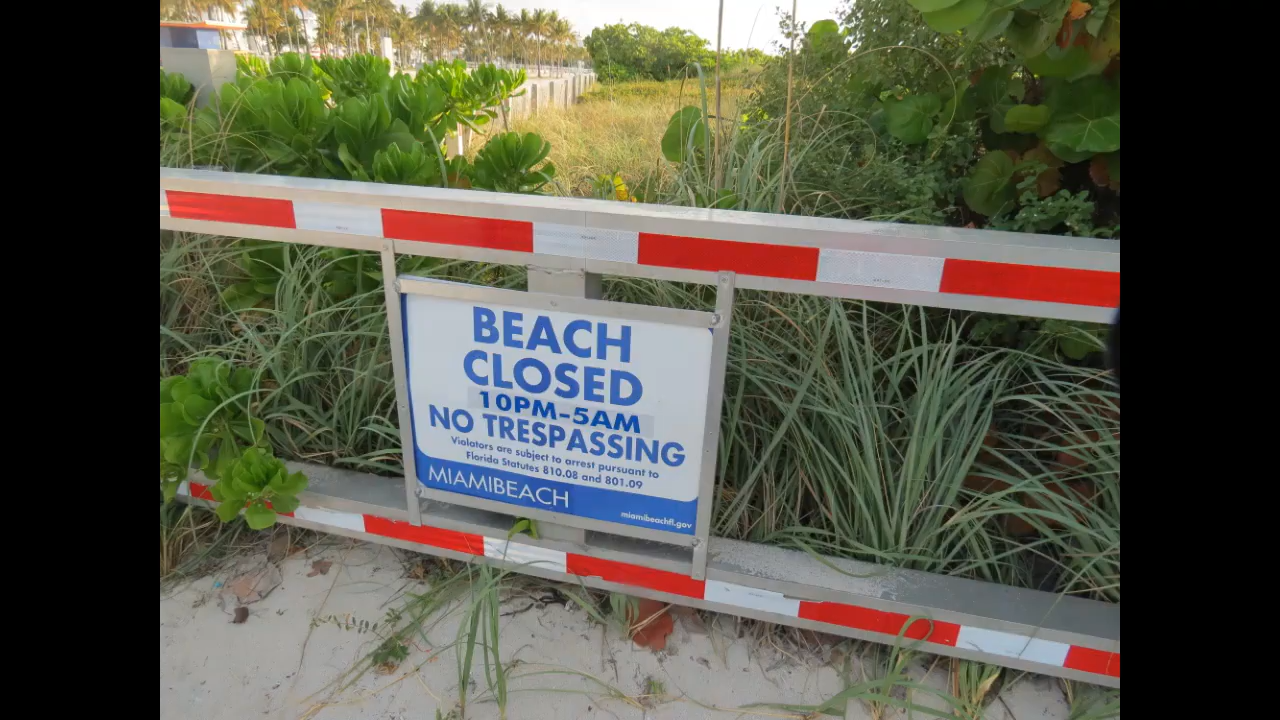 BEACH
CLOSED
10PM-5AM
NO TRESPASSING
Violators are subject to arrest pursuant to
Florida Statutes 810.08 and 801.09
MIAMIBEACH
miamibeachfl.gov